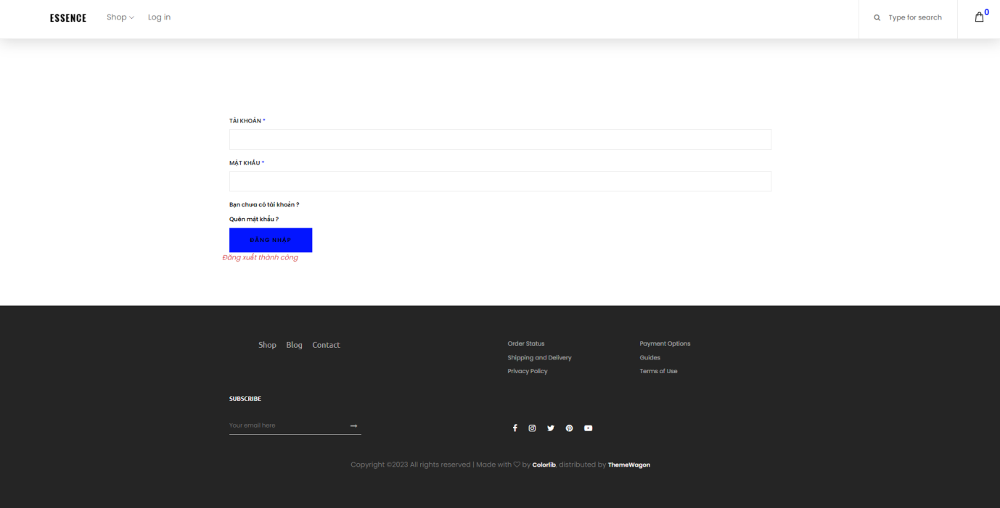 ESSENCE Shop Log in Type for search 0
TÀI KHOẢN *
MẬT KHẨU *
Bạn chưa có tài khoản ?
Quên mật khẩu ?
ĐĂNG NHẬP
Đăng xuất thành công
Shop Blog Contact
Order Status Payment Options
Shipping and Delivery Guides
Privacy Policy Terms of Use
SUBSCRIBE
Your email here
Copyright ©2023 All rights reserved | Made with ♡ by Colorlib, distributed by ThemeWagon